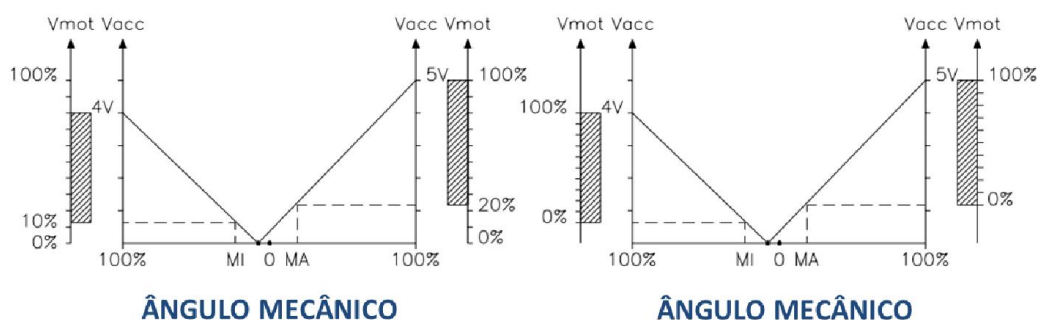 Vmot Vacc
Vacc Vmot
100%
4V
10%
0%
5V
100%
20%
0%
100%
MI
0
MA
100%
ÂNGULO MECÂNICO
Vmot Vacc
Vacc Vmot
100%
4V
0%
5V
100%
0%
100%
MI
0
MA
100%
ÂNGULO MECÂNICO